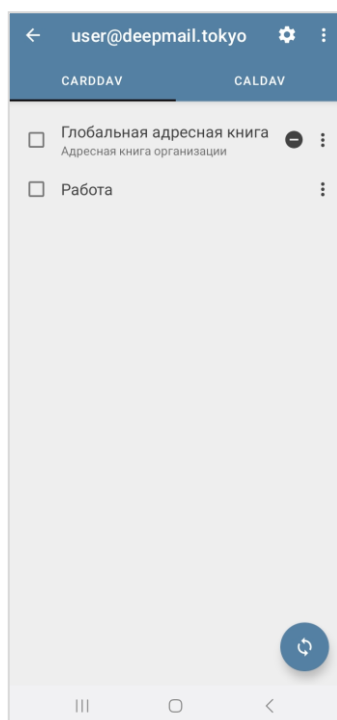 user@deepmail.tokyo
CARDDAV CALDAV
Глобальная адресная книга
Адресная книга организации
Работа